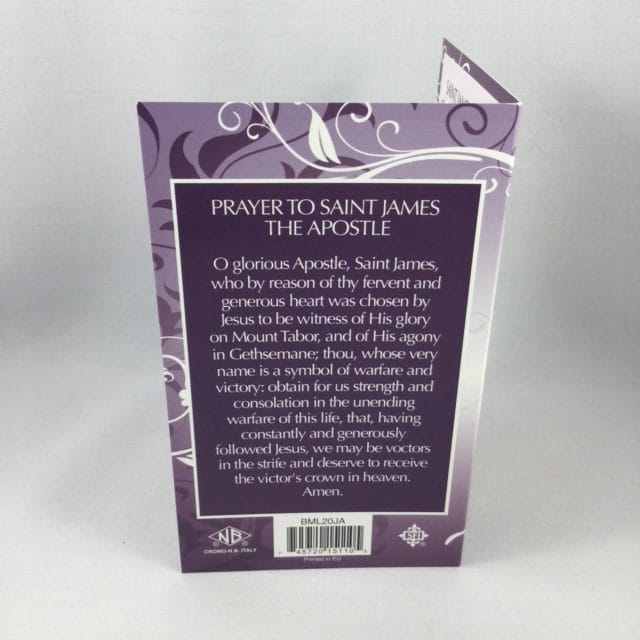 PRAYER TO SAINT JAMES
THE APOSTLE
O glorious Apostle, Saint James,
who by reason of thy fervent and
generous heart was chosen by
Jesus to be witness of His glory
on Mount Tabor, and of His agony
in Gethsemane; thou, whose very
name is a symbol of warfare and
victory: obtain for us strength and
consolation in the unending
warfare of this life, that, having
constantly and generously
followed Jesus, we may be voctors
in the strife and deserve to receive
the victor's crown in heaven.
Amen.
BML20JA
NB
CROMO-N.B. ITALY
45720 15110
Printed in EU